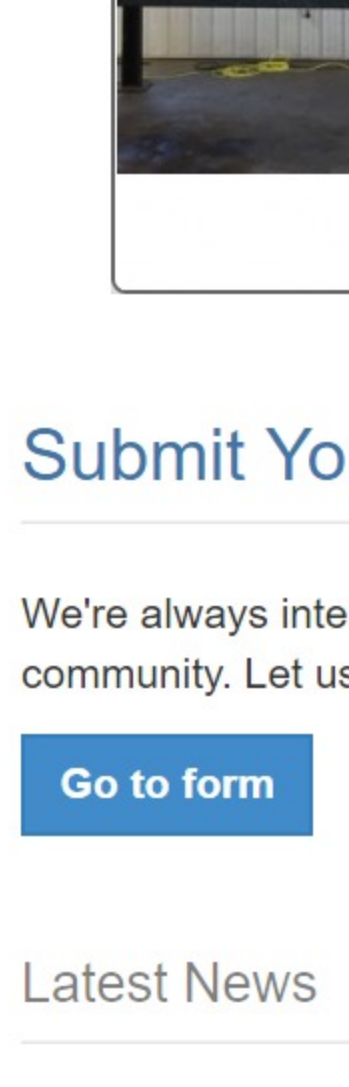 Submit Yo
We're always inte
community. Let us
Go to form
Latest News